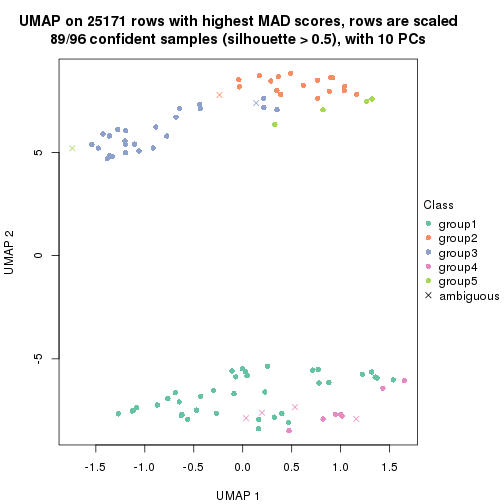 UMAP on 25171 rows with highest MAD scores, rows are scaled
89/96 confident samples (silhouette > 0.5), with 10 PCs
5
0
-5
UMAP 2
-1.5 -1.0 -0.5 0.0 0.5 1.0 1.5
UMAP 1
Class
group1
group2
group3
group4
group5
ambiguous